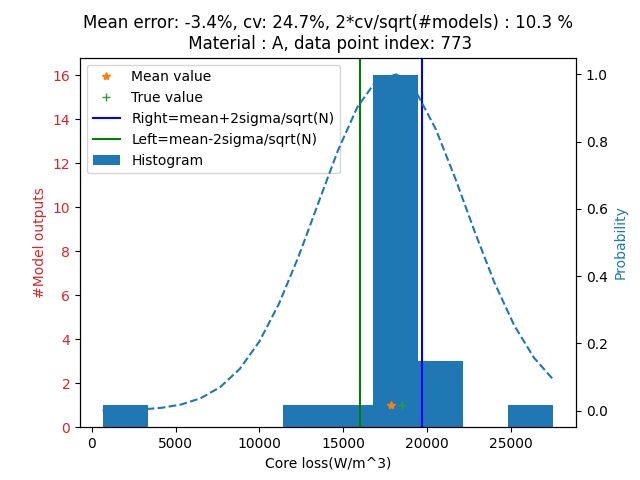 Mean error: -3.4%, cv: 24.7%, 2*cv/sqrt(#models) : 10.3 %
Material : A, data point index: 773
Mean value
True value
Right=mean+2sigma/sqrt(N)
Left=mean-2sigma/sqrt(N)
Histogram
#Model outputs
16
14
12
10
8
6
4
2
0
1.0
0.8
0.6
0.4
0.2
0.0
Probability
0 5000 10000 15000 20000 25000
Core loss(W/m^3)